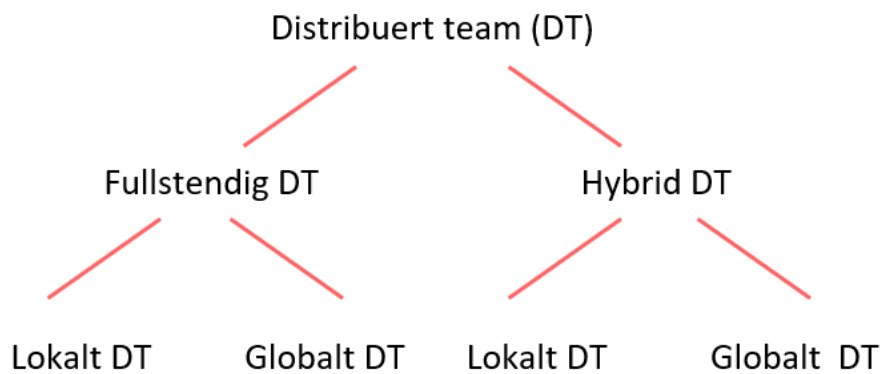 Distribuert team (DT)
Fullstendig DT Hybrid DT
Lokalt DT Globalt DT Lokalt DT Globalt DT